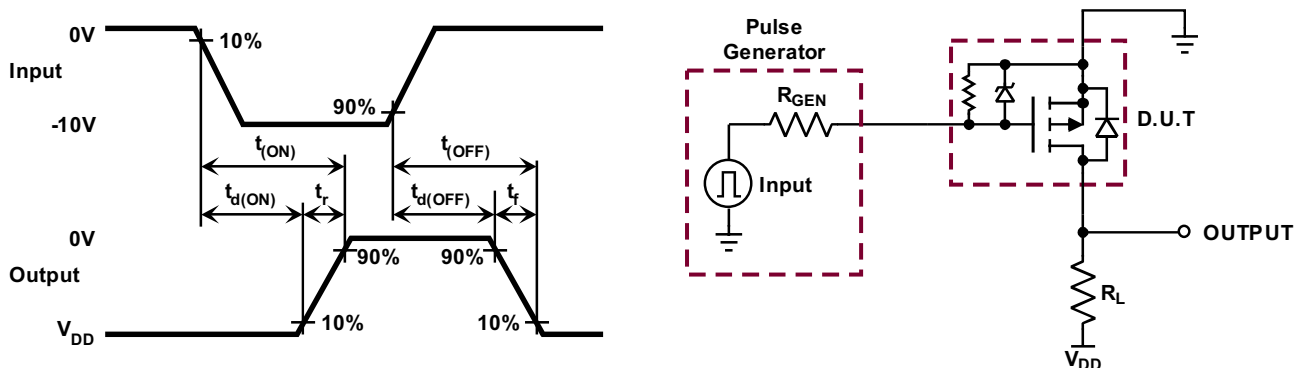 0V
10%
Input
90%
-10V
t(ON)
t(OFF)
td(ON)
tr
td(OFF)
tf
0V
90%
90%
Output
10%
10%
VDD
Pulse
Generator
RGEN
Input
D.U.T
OUTPUT
RL
VDD